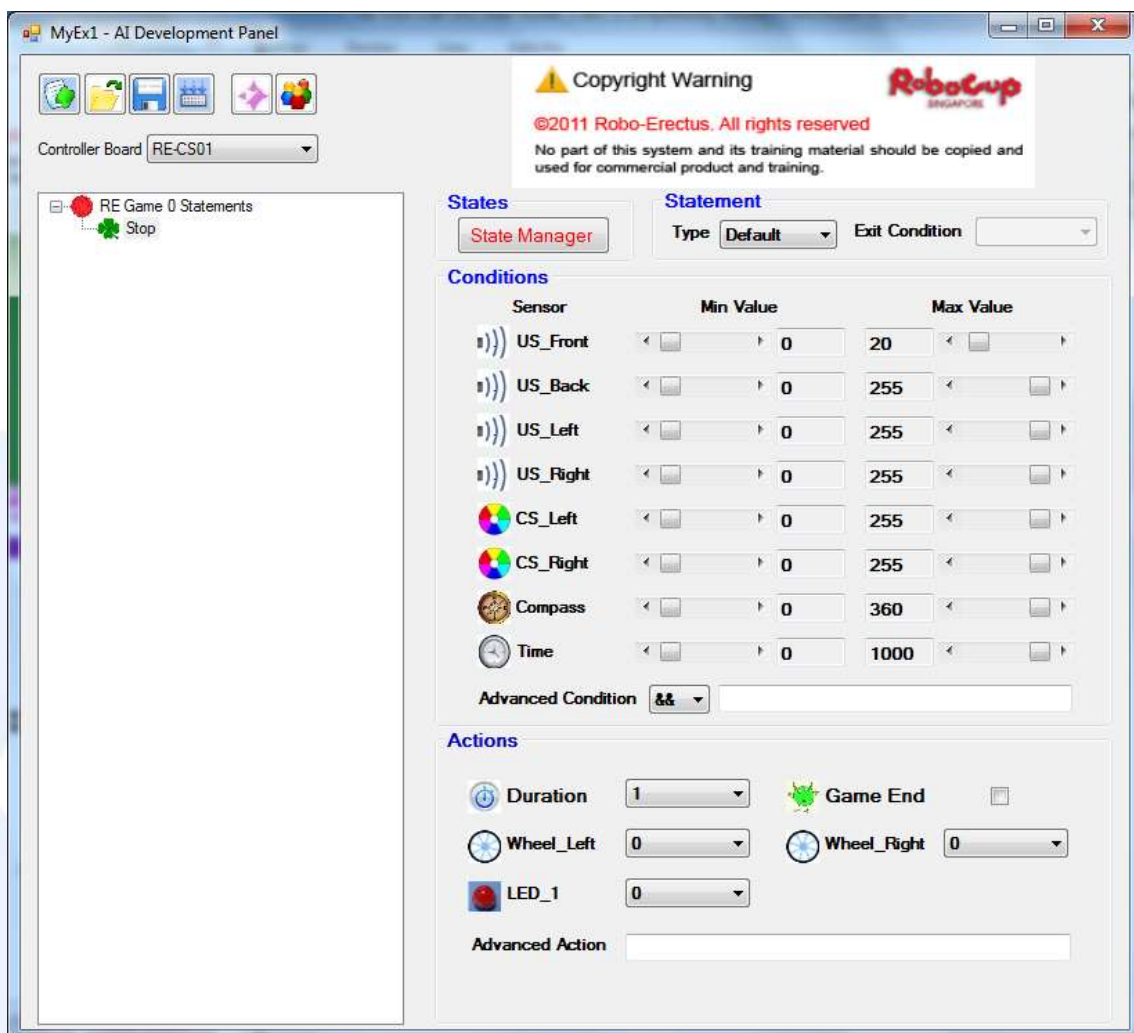 MyEx1 - AI Development Panel
Copyright Warning
RoboCup
SINGAPORE
©2011 Robo-Erectus. All rights reserved
No part of this system and its training material should be copied and
used for commercial product and training.
Controller Board RE-CS01
RE Game 0 Statements
Stop
States
State Manager
Statement
Type Default Exit Condition
Conditions
Sensor Min Value Max Value
US_Front 0 20
US_Back 0 255
US_Left 0 255
US_Right 0 255
CS_Left 0 255
CS_Right 0 255
Compass 0 360
Time 0 1000
Advanced Condition &&
Actions
Duration 1 Game End
Wheel_Left 0 Wheel_Right 0
LED_1 0
Advanced Action